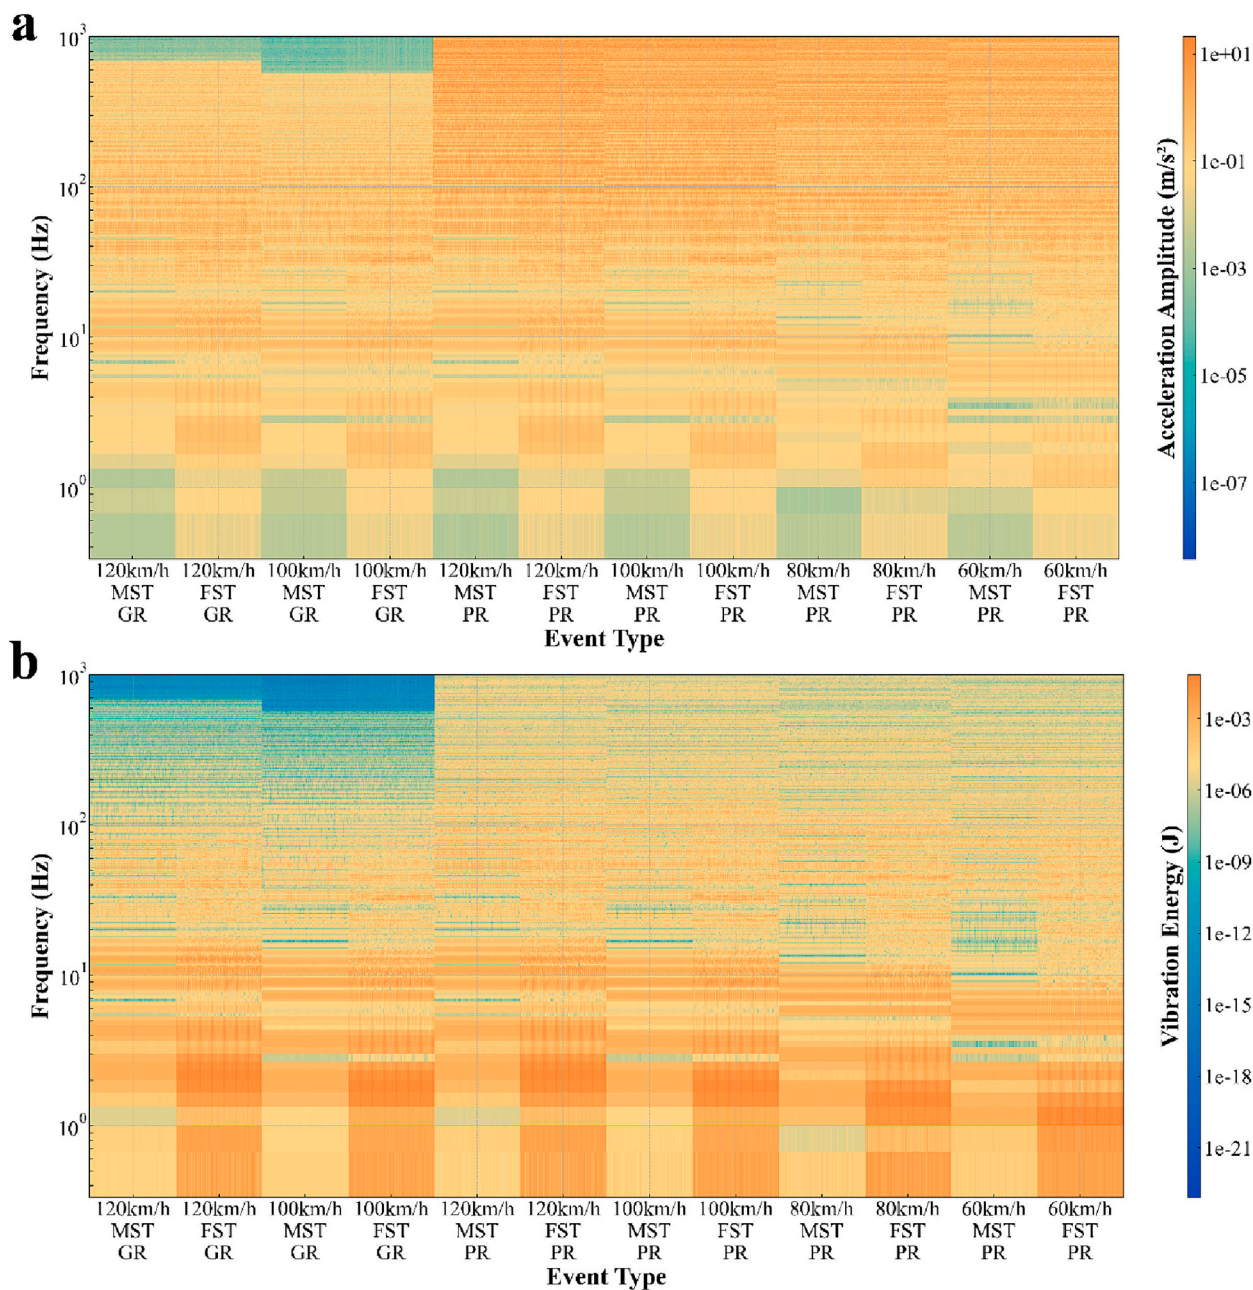 a
10³
10²
10¹
10⁰
Frequency (Hz)
120km/h 120km/h 100km/h 100km/h 120km/h 120km/h 100km/h 100km/h 80km/h 80km/h 60km/h 60km/h
MST FST MST FST MST FST MST FST MST FST MST FST
GR GR GR GR PR PR PR PR PR PR PR PR
Event Type
1e+01
1e-01
1e-03
1e-05
1e-07
Acceleration Amplitude (m/s²)
b
10³
10²
10¹
10⁰
Frequency (Hz)
120km/h 120km/h 100km/h 100km/h 120km/h 120km/h 100km/h 100km/h 80km/h 80km/h 60km/h 60km/h
MST FST MST FST MST FST MST FST MST FST MST FST
GR GR GR GR PR PR PR PR PR PR PR PR
Event Type
1e-03
1e-06
1e-09
1e-12
1e-15
1e-18
1e-21
Vibration Energy (J)